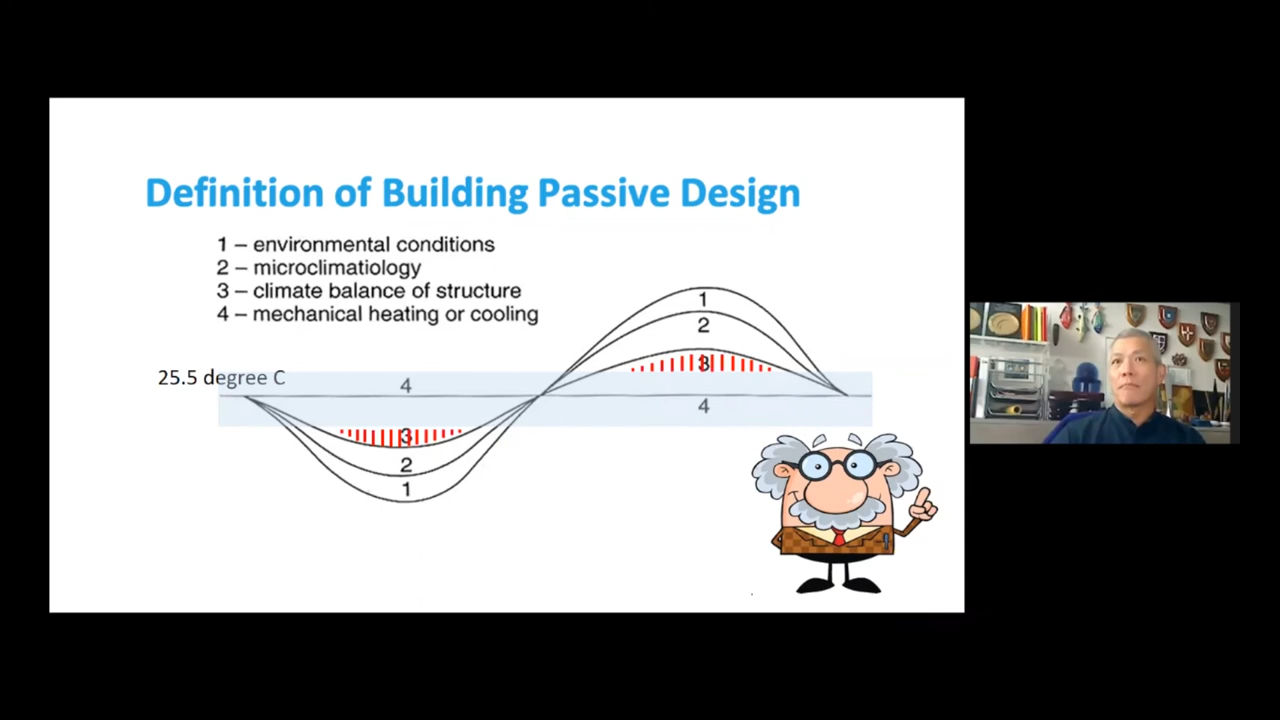 Definition of Building Passive Design
1 – environmental conditions
2 – microclimatiology
3 – climate balance of structure
4 – mechanical heating or cooling
1
2
3
25.5 degree C
4
4
3
2
1